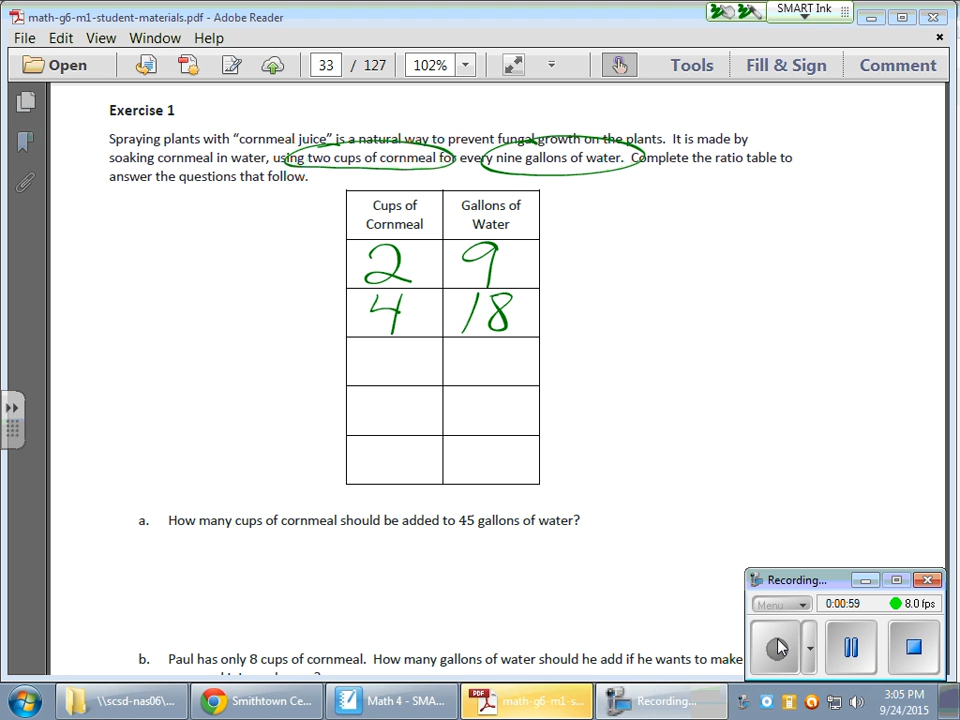 math-g6-m1-student-materials.pdf - Adobe Reader
SMART Ink
File Edit View Window Help
Open 33 / 127 102% Tools Fill & Sign Comment
Exercise 1
Spraying plants with “cornmeal juice” is a natural way to prevent fungal growth on the plants. It is made by
soaking cornmeal in water, using two cups of cornmeal for every nine gallons of water. Complete the ratio table to
answer the questions that follow.
Cups of Cornmeal
Gallons of Water
2 9
4 18
a. How many cups of cornmeal should be added to 45 gallons of water?
Recording...
Menu 0:00:59 8.0 fps
b. Paul has only 8 cups of cornmeal. How many gallons of water should he add if he wants to make
\\scsd-nas06\... Smithtown Ce... Math 4 - SMA... math-g6-m1-s... Recording...
3:05 PM
9/24/2015